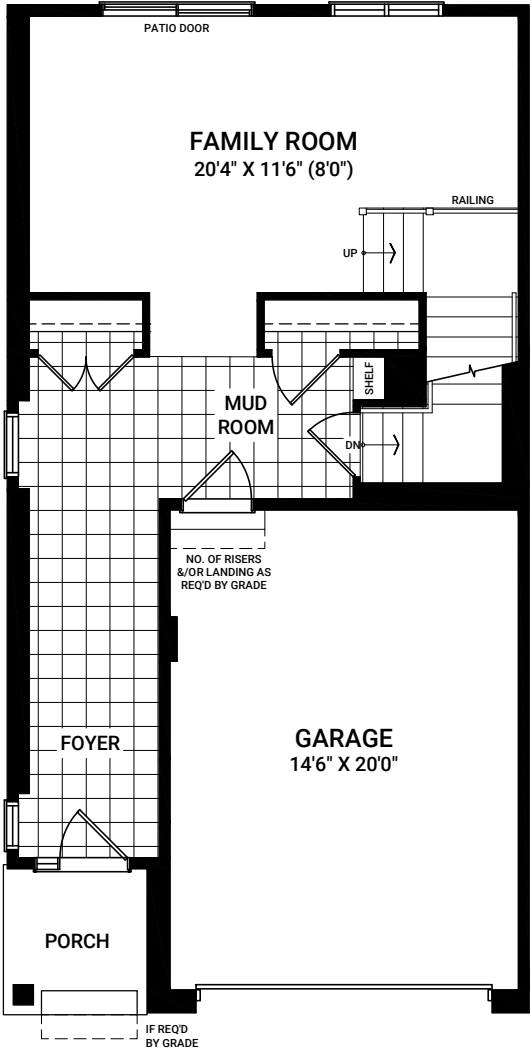 PATIO DOOR
FAMILY ROOM
20'4" X 11'6" (8'0")
RAILING
UP
SHELF
MUD
ROOM
DN
NO. OF RISERS
&/OR LANDING AS
REQ'D BY GRADE
FOYER
GARAGE
14'6" X 20'0"
PORCH
IF REQ'D
BY GRADE